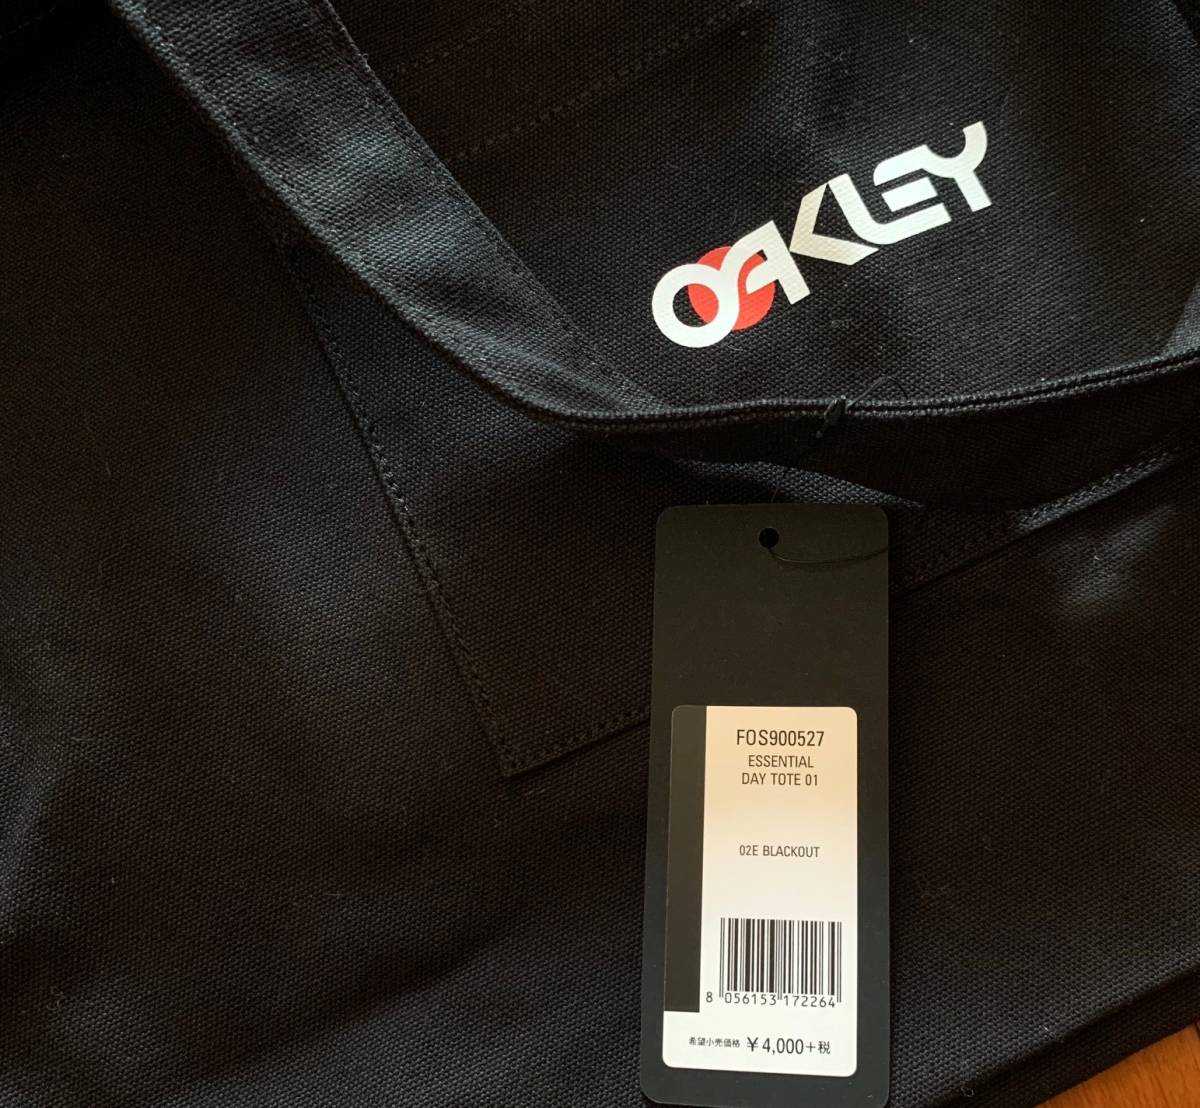 OAKLEY
FOS900527
ESSENTIAL
DAY TOTE 01
02E BLACKOUT
8 056153 172264
希望小売価格 ¥4,000+税